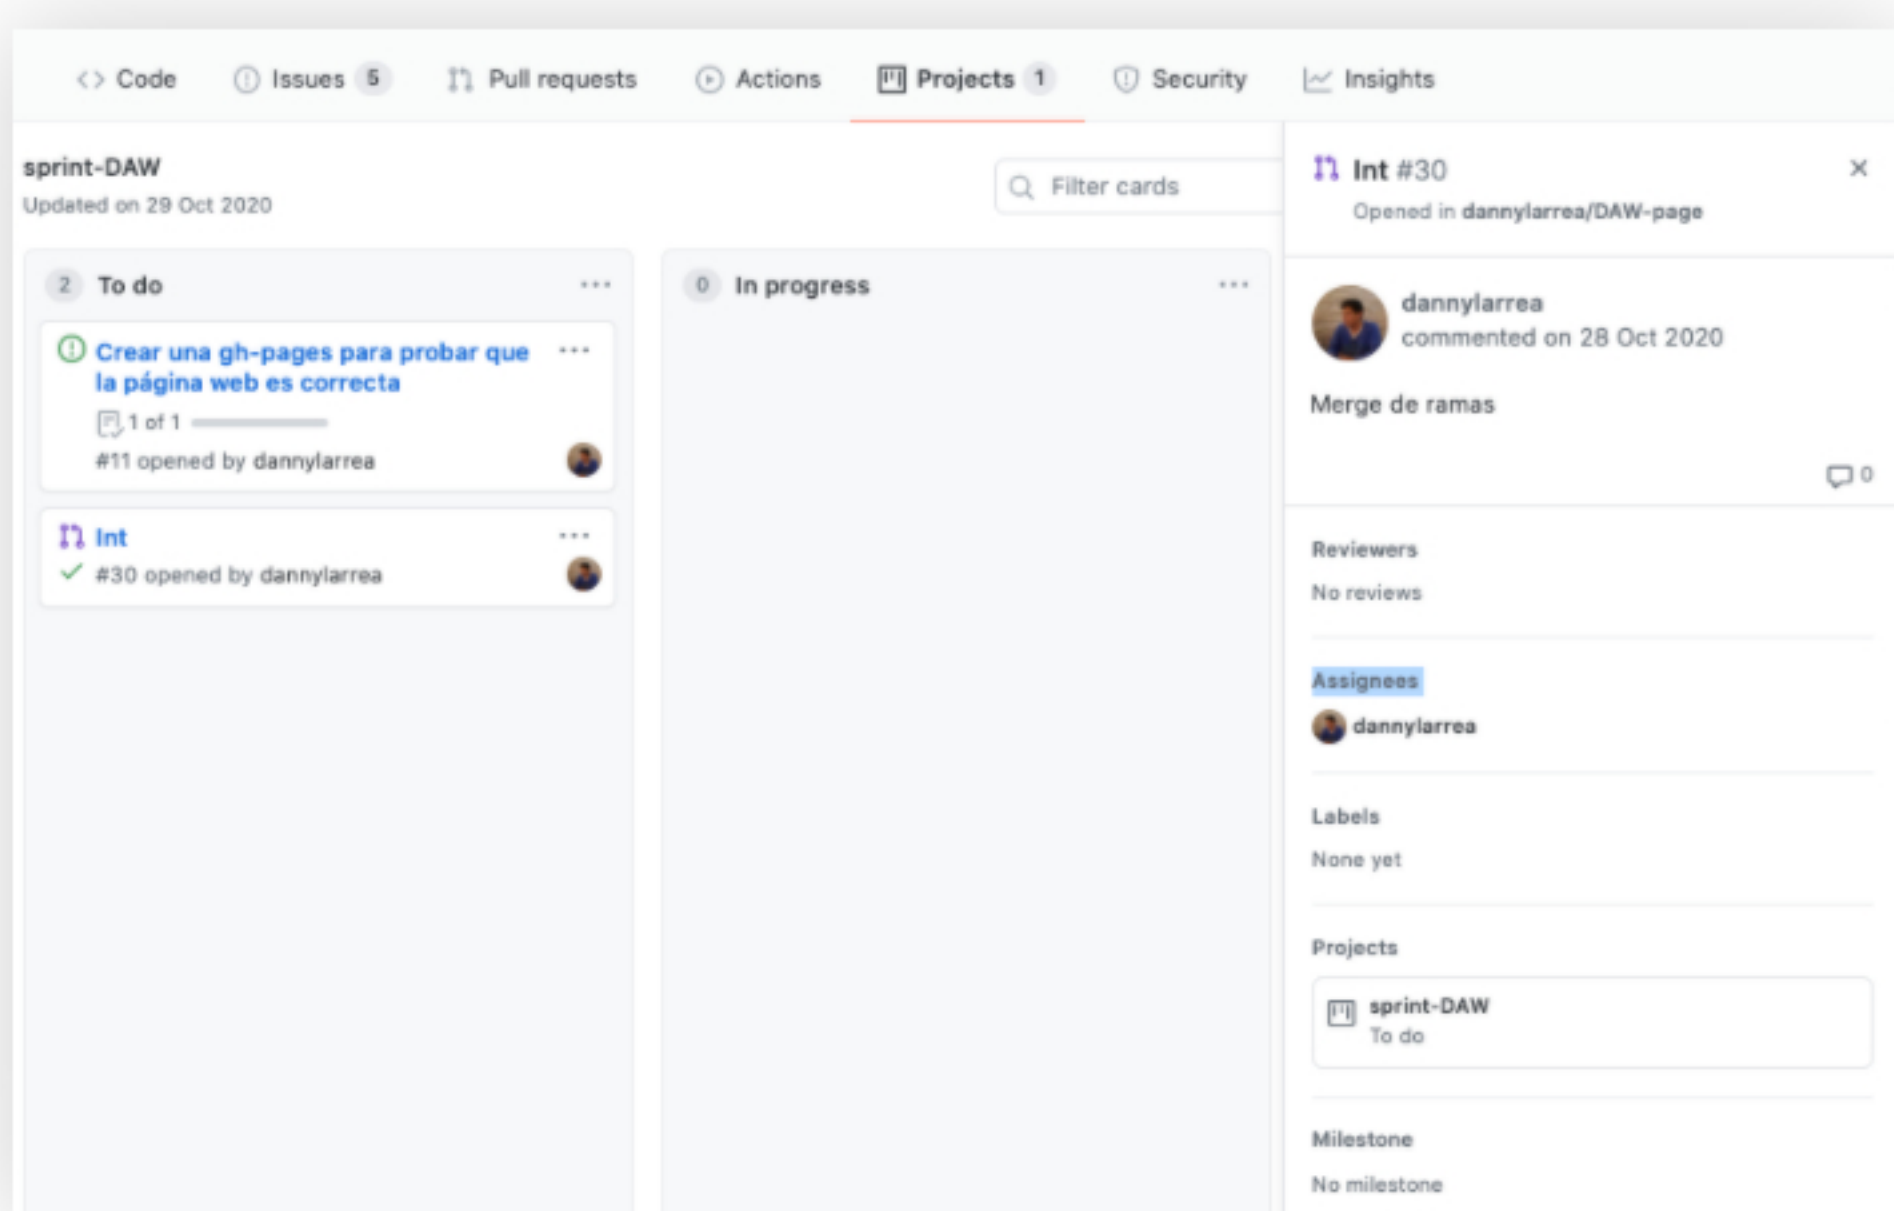 Code Issues 5 Pull requests Actions Projects 1 Security Insights
sprint-DAW
Updated on 29 Oct 2020
Filter cards
2 To do
Crear una gh-pages para probar que
la página web es correcta
1 of 1
#11 opened by dannylarrea
Int
#30 opened by dannylarrea
0 In progress
Int #30
Opened in dannylarrea/DAW-page
dannylarrea
commented on 28 Oct 2020
Merge de ramas
0
Reviewers
No reviews
Assignees
dannylarrea
Labels
None yet
Projects
sprint-DAW
To do
Milestone
No milestone